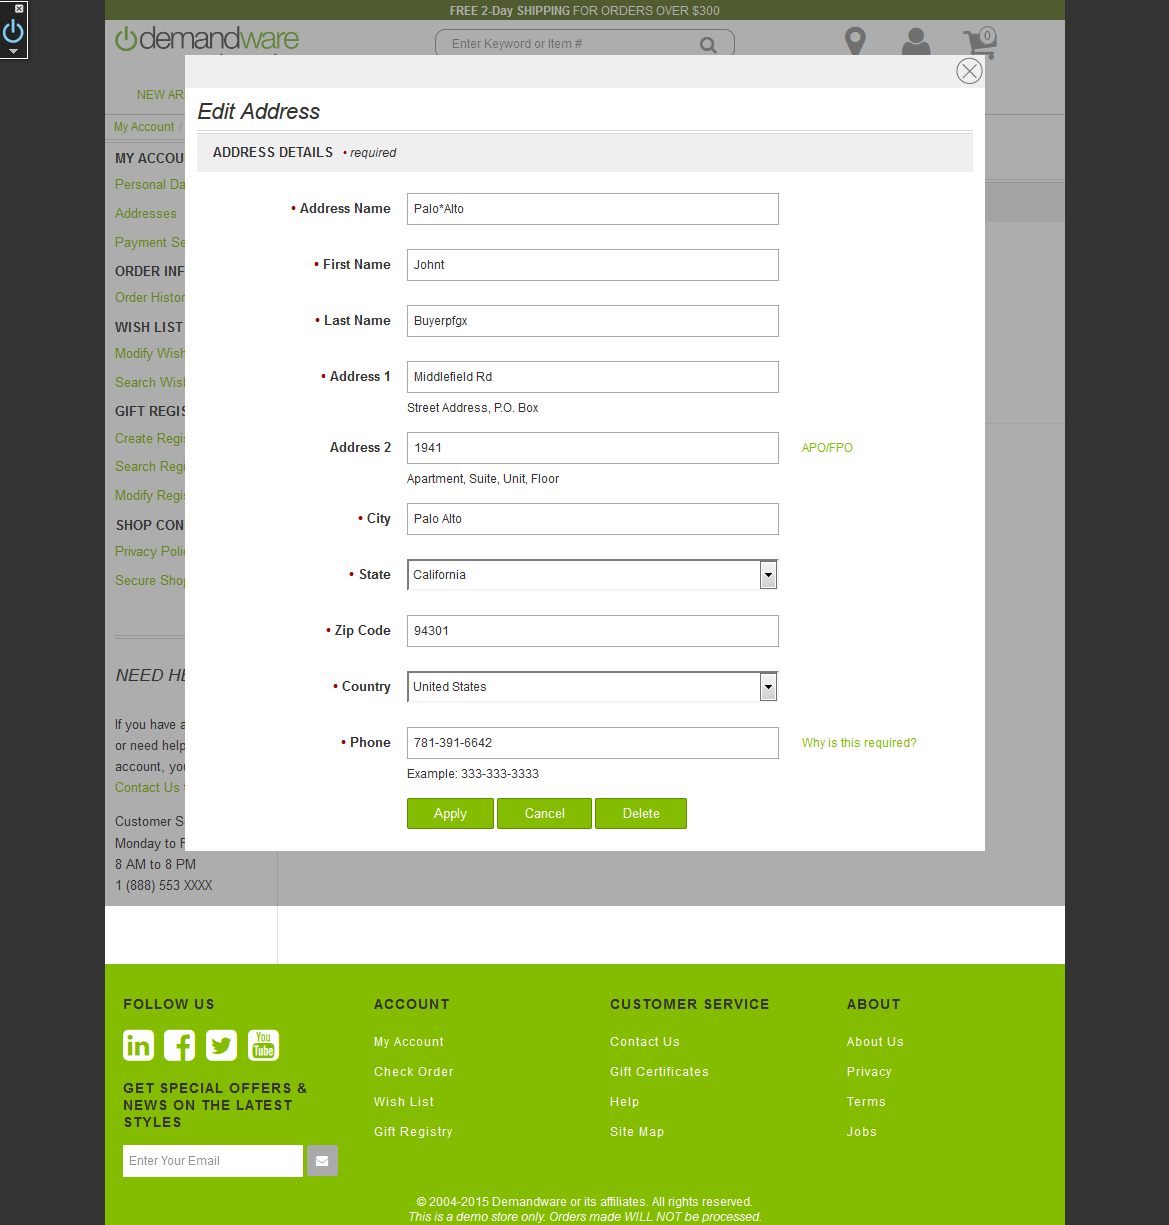 FREE 2-Day SHIPPING FOR ORDERS OVER $300
demandware
Enter Keyword or Item #
0
NEW AR
My Account /
Edit Address
ADDRESS DETAILS • required
MY ACCOU
Personal Da
Addresses
Payment Se
ORDER INF
Order Histor
WISH LIST
Modify Wish
Search Wisl
GIFT REGIS
Create Regis
Search Regi
Modify Regis
SHOP CON
Privacy Polic
Secure Shop
• Address Name Palo*Alto
• First Name Johnt
• Last Name Buyerpfgx
• Address 1 Middlefield Rd
Street Address, P.O. Box
Address 2 1941 APO/FPO
Apartment, Suite, Unit, Floor
• City Palo Alto
• State California
• Zip Code 94301
• Country United States
• Phone 781-391-6642 Why is this required?
Example: 333-333-3333
Apply Cancel Delete
NEED HE
If you have a
or need help
account, you
Contact Us
Customer S
Monday to F
8 AM to 8 PM
1 (888) 553 XXXX
FOLLOW US
in
f
You
Tube
GET SPECIAL OFFERS &
NEWS ON THE LATEST
STYLES
Enter Your Email
ACCOUNT
My Account
Check Order
Wish List
Gift Registry
CUSTOMER SERVICE
Contact Us
Gift Certificates
Help
Site Map
ABOUT
About Us
Privacy
Terms
Jobs
© 2004-2015 Demandware or its affiliates. All rights reserved.
This is a demo store only. Orders made WILL NOT be processed.